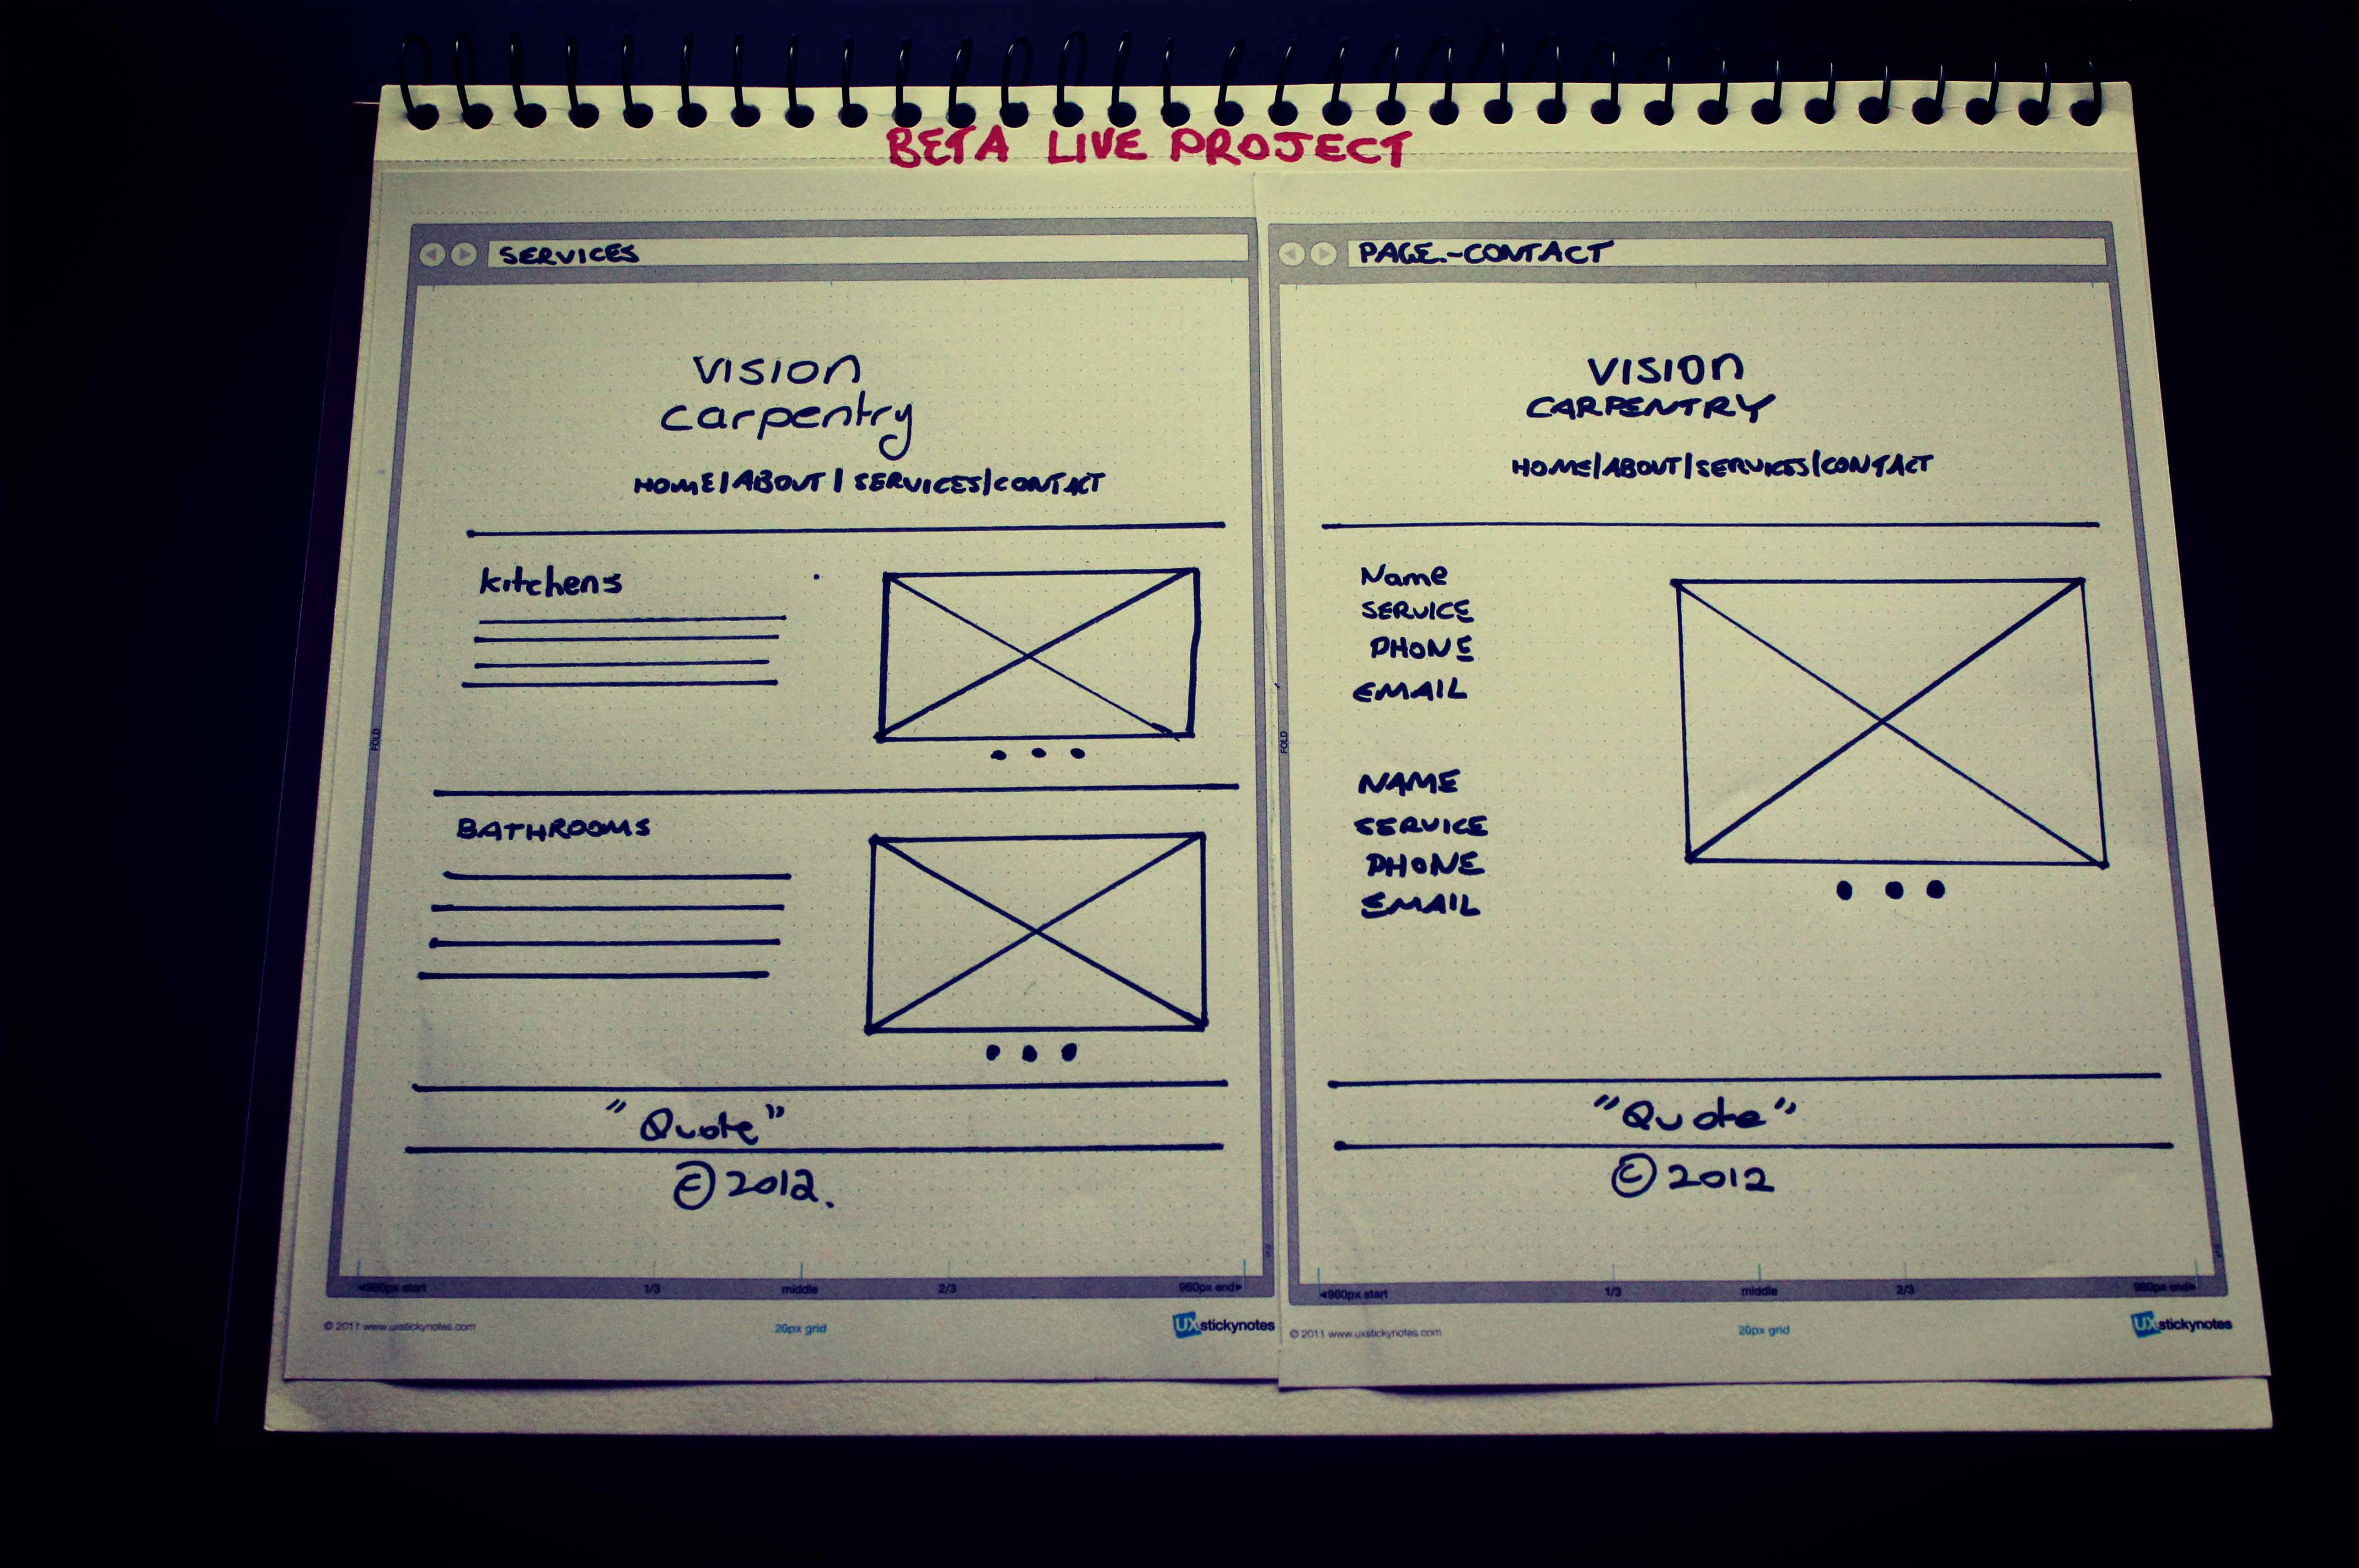 BETA LIVE PROJECT
SERVICES
vision
carpentry
HOME/ABOUT/SERVICES/CONTACT
kitchens
FOLD
BATHROOMS
"Quote"
©2012.
◄960px start 1/3 middle 2/3 960px end►
© 2011 www.uxstickynotes.com 20px grid UXstickynotes
PAGE.-CONTACT
VISION
CARPENTRY
HOME/ABOUT/SERVICES/CONTACT
Name
SERVICE
PHONE
EMAIL
FOLD
NAME
SERVICE
PHONE
EMAIL
"Quote"
©2012
◄960px start 1/3 middle 2/3 960px end►
© 2011 www.uxstickynotes.com 20px grid UXstickynotes